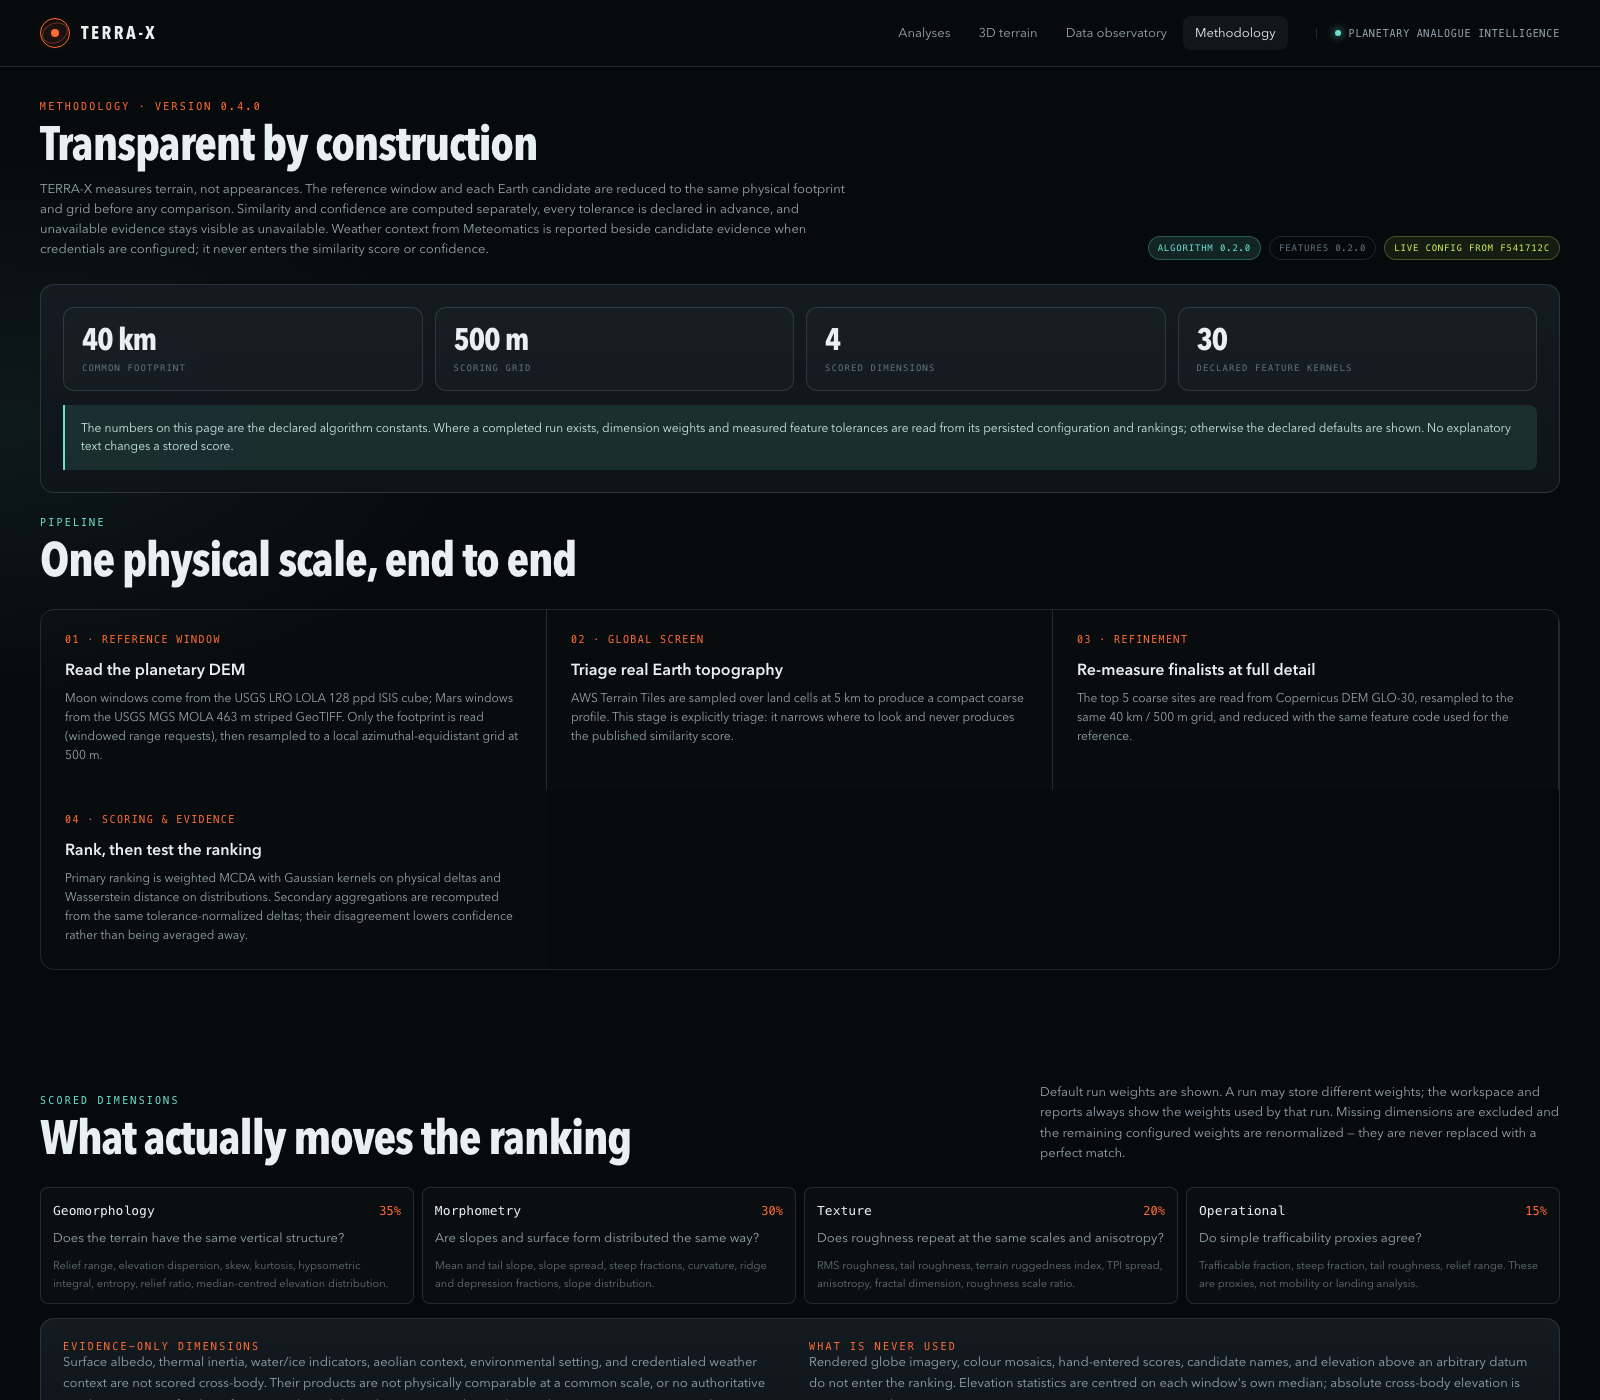 TERRA-X
Analyses
3D terrain
Data observatory
Methodology
PLANETARY ANALOGUE INTELLIGENCE
METHODOLOGY · VERSION 0.4.0
Transparent by construction
TERRA-X measures terrain, not appearances. The reference window and each Earth candidate are reduced to the same physical footprint
and grid before any comparison. Similarity and confidence are computed separately, every tolerance is declared in advance, and
unavailable evidence stays visible as unavailable. Weather context from Meteomatics is reported beside candidate evidence when
credentials are configured; it never enters the similarity score or confidence.
ALGORITHM 0.2.0
FEATURES 0.2.0
LIVE CONFIG FROM F541712C
40 km
COMMON FOOTPRINT
500 m
SCORING GRID
4
SCORED DIMENSIONS
30
DECLARED FEATURE KERNELS
The numbers on this page are the declared algorithm constants. Where a completed run exists, dimension weights and measured feature tolerances are read from its persisted configuration and rankings; otherwise the declared defaults are shown. No explanatory
text changes a stored score.
PIPELINE
One physical scale, end to end
01 · REFERENCE WINDOW
Read the planetary DEM
Moon windows come from the USGS LRO LOLA 128 ppd ISIS cube; Mars windows
from the USGS MGS MOLA 463 m striped GeoTIFF. Only the footprint is read
(windowed range requests), then resampled to a local azimuthal-equidistant grid at
500 m.
02 · GLOBAL SCREEN
Triage real Earth topography
AWS Terrain Tiles are sampled over land cells at 5 km to produce a compact coarse
profile. This stage is explicitly triage: it narrows where to look and never produces
the published similarity score.
03 · REFINEMENT
Re-measure finalists at full detail
The top 5 coarse sites are read from Copernicus DEM GLO-30, resampled to the
same 40 km / 500 m grid, and reduced with the same feature code used for the
reference.
04 · SCORING & EVIDENCE
Rank, then test the ranking
Primary ranking is weighted MCDA with Gaussian kernels on physical deltas and
Wasserstein distance on distributions. Secondary aggregations are recomputed
from the same tolerance-normalized deltas; their disagreement lowers confidence
rather than being averaged away.
SCORED DIMENSIONS
What actually moves the ranking
Default run weights are shown. A run may store different weights; the workspace and
reports always show the weights used by that run. Missing dimensions are excluded and
the remaining configured weights are renormalized — they are never replaced with a
perfect match.
Geomorphology 35%
Does the terrain have the same vertical structure?
Relief range, elevation dispersion, skew, kurtosis, hypsometric
integral, entropy, relief ratio, median-centred elevation distribution.
Morphometry 30%
Are slopes and surface form distributed the same way?
Mean and tail slope, slope spread, steep fractions, curvature, ridge
and depression fractions, slope distribution.
Texture 20%
Does roughness repeat at the same scales and anisotropy?
RMS roughness, tail roughness, terrain ruggedness index, TPI spread,
anisotropy, fractal dimension, roughness scale ratio.
Operational 15%
Do simple trafficability proxies agree?
Trafficable fraction, steep fraction, tail roughness, relief range. These
are proxies, not mobility or landing analysis.
EVIDENCE-ONLY DIMENSIONS
Surface albedo, thermal inertia, water/ice indicators, aeolian context, environmental setting, and credentialed weather
context are not scored cross-body. Their products are not physically comparable at a common scale, or no authoritative
WHAT IS NEVER USED
Rendered globe imagery, colour mosaics, hand-entered scores, candidate names, and elevation above an arbitrary datum
do not enter the ranking. Elevation statistics are centred on each window's own median; absolute cross-body elevation is